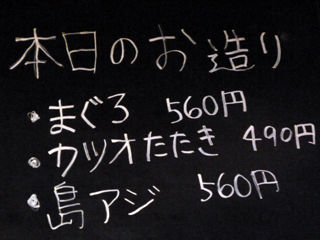 本日のお造り
・まぐろ 560円
・カツオたたき 490円
・島アジ 560円